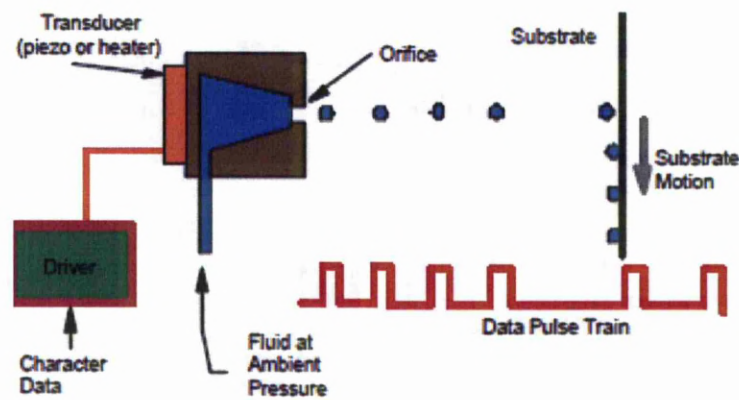 Transducer
(piezo or heater)
Substrate
Orifice
Substrate
Motion
Driver
Data Pulse Train
Character
Data
Fluid at
Ambient
Pressure